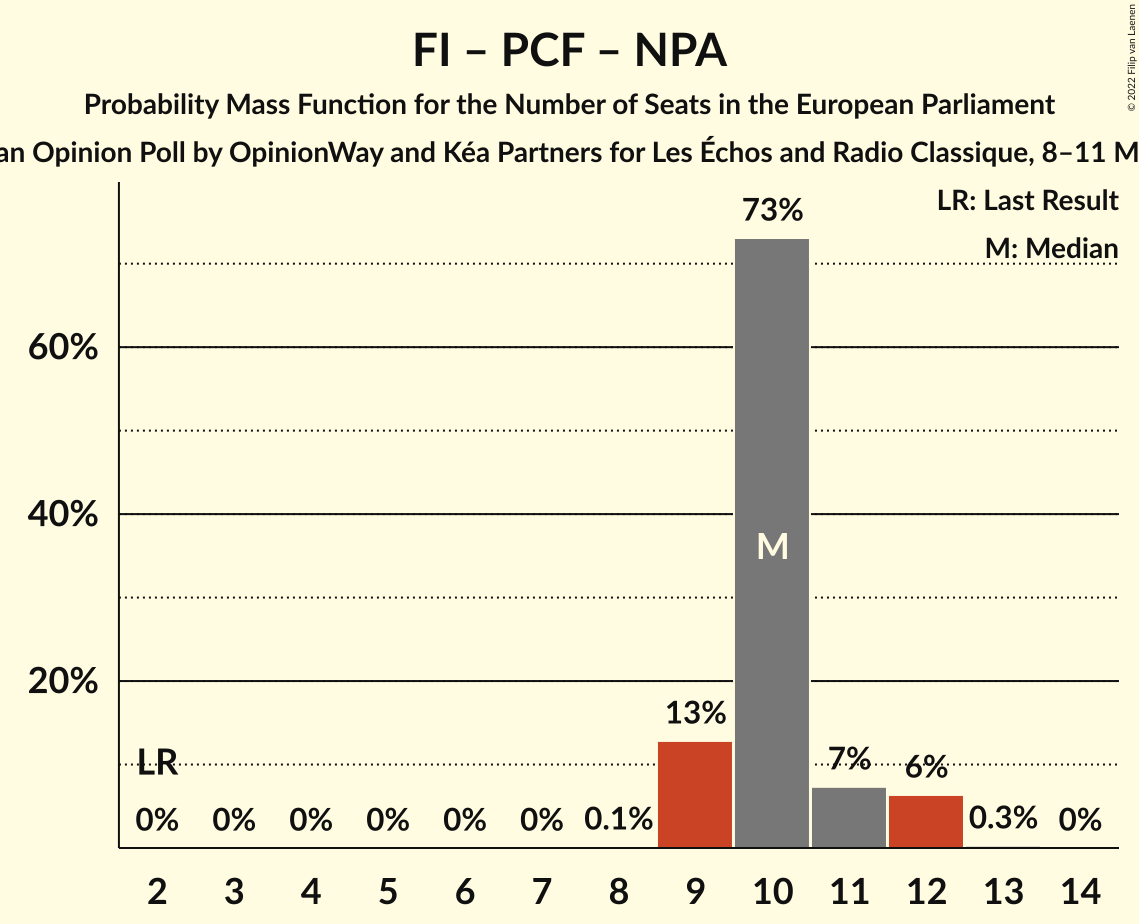 FI – PCF – NPA
Probability Mass Function for the Number of Seats in the European Parliament
an Opinion Poll by OpinionWay and Kéa Partners for Les Échos and Radio Classique, 8–11 M
© 2022 Filip van Laenen
LR: Last Result
M: Median
73%
60%
40%
M
20%
13%
LR
7%
6%
0%
0%
0%
0%
0%
0%
0.1%
0.3%
0%
2 3 4 5 6 7 8 9 10 11 12 13 14